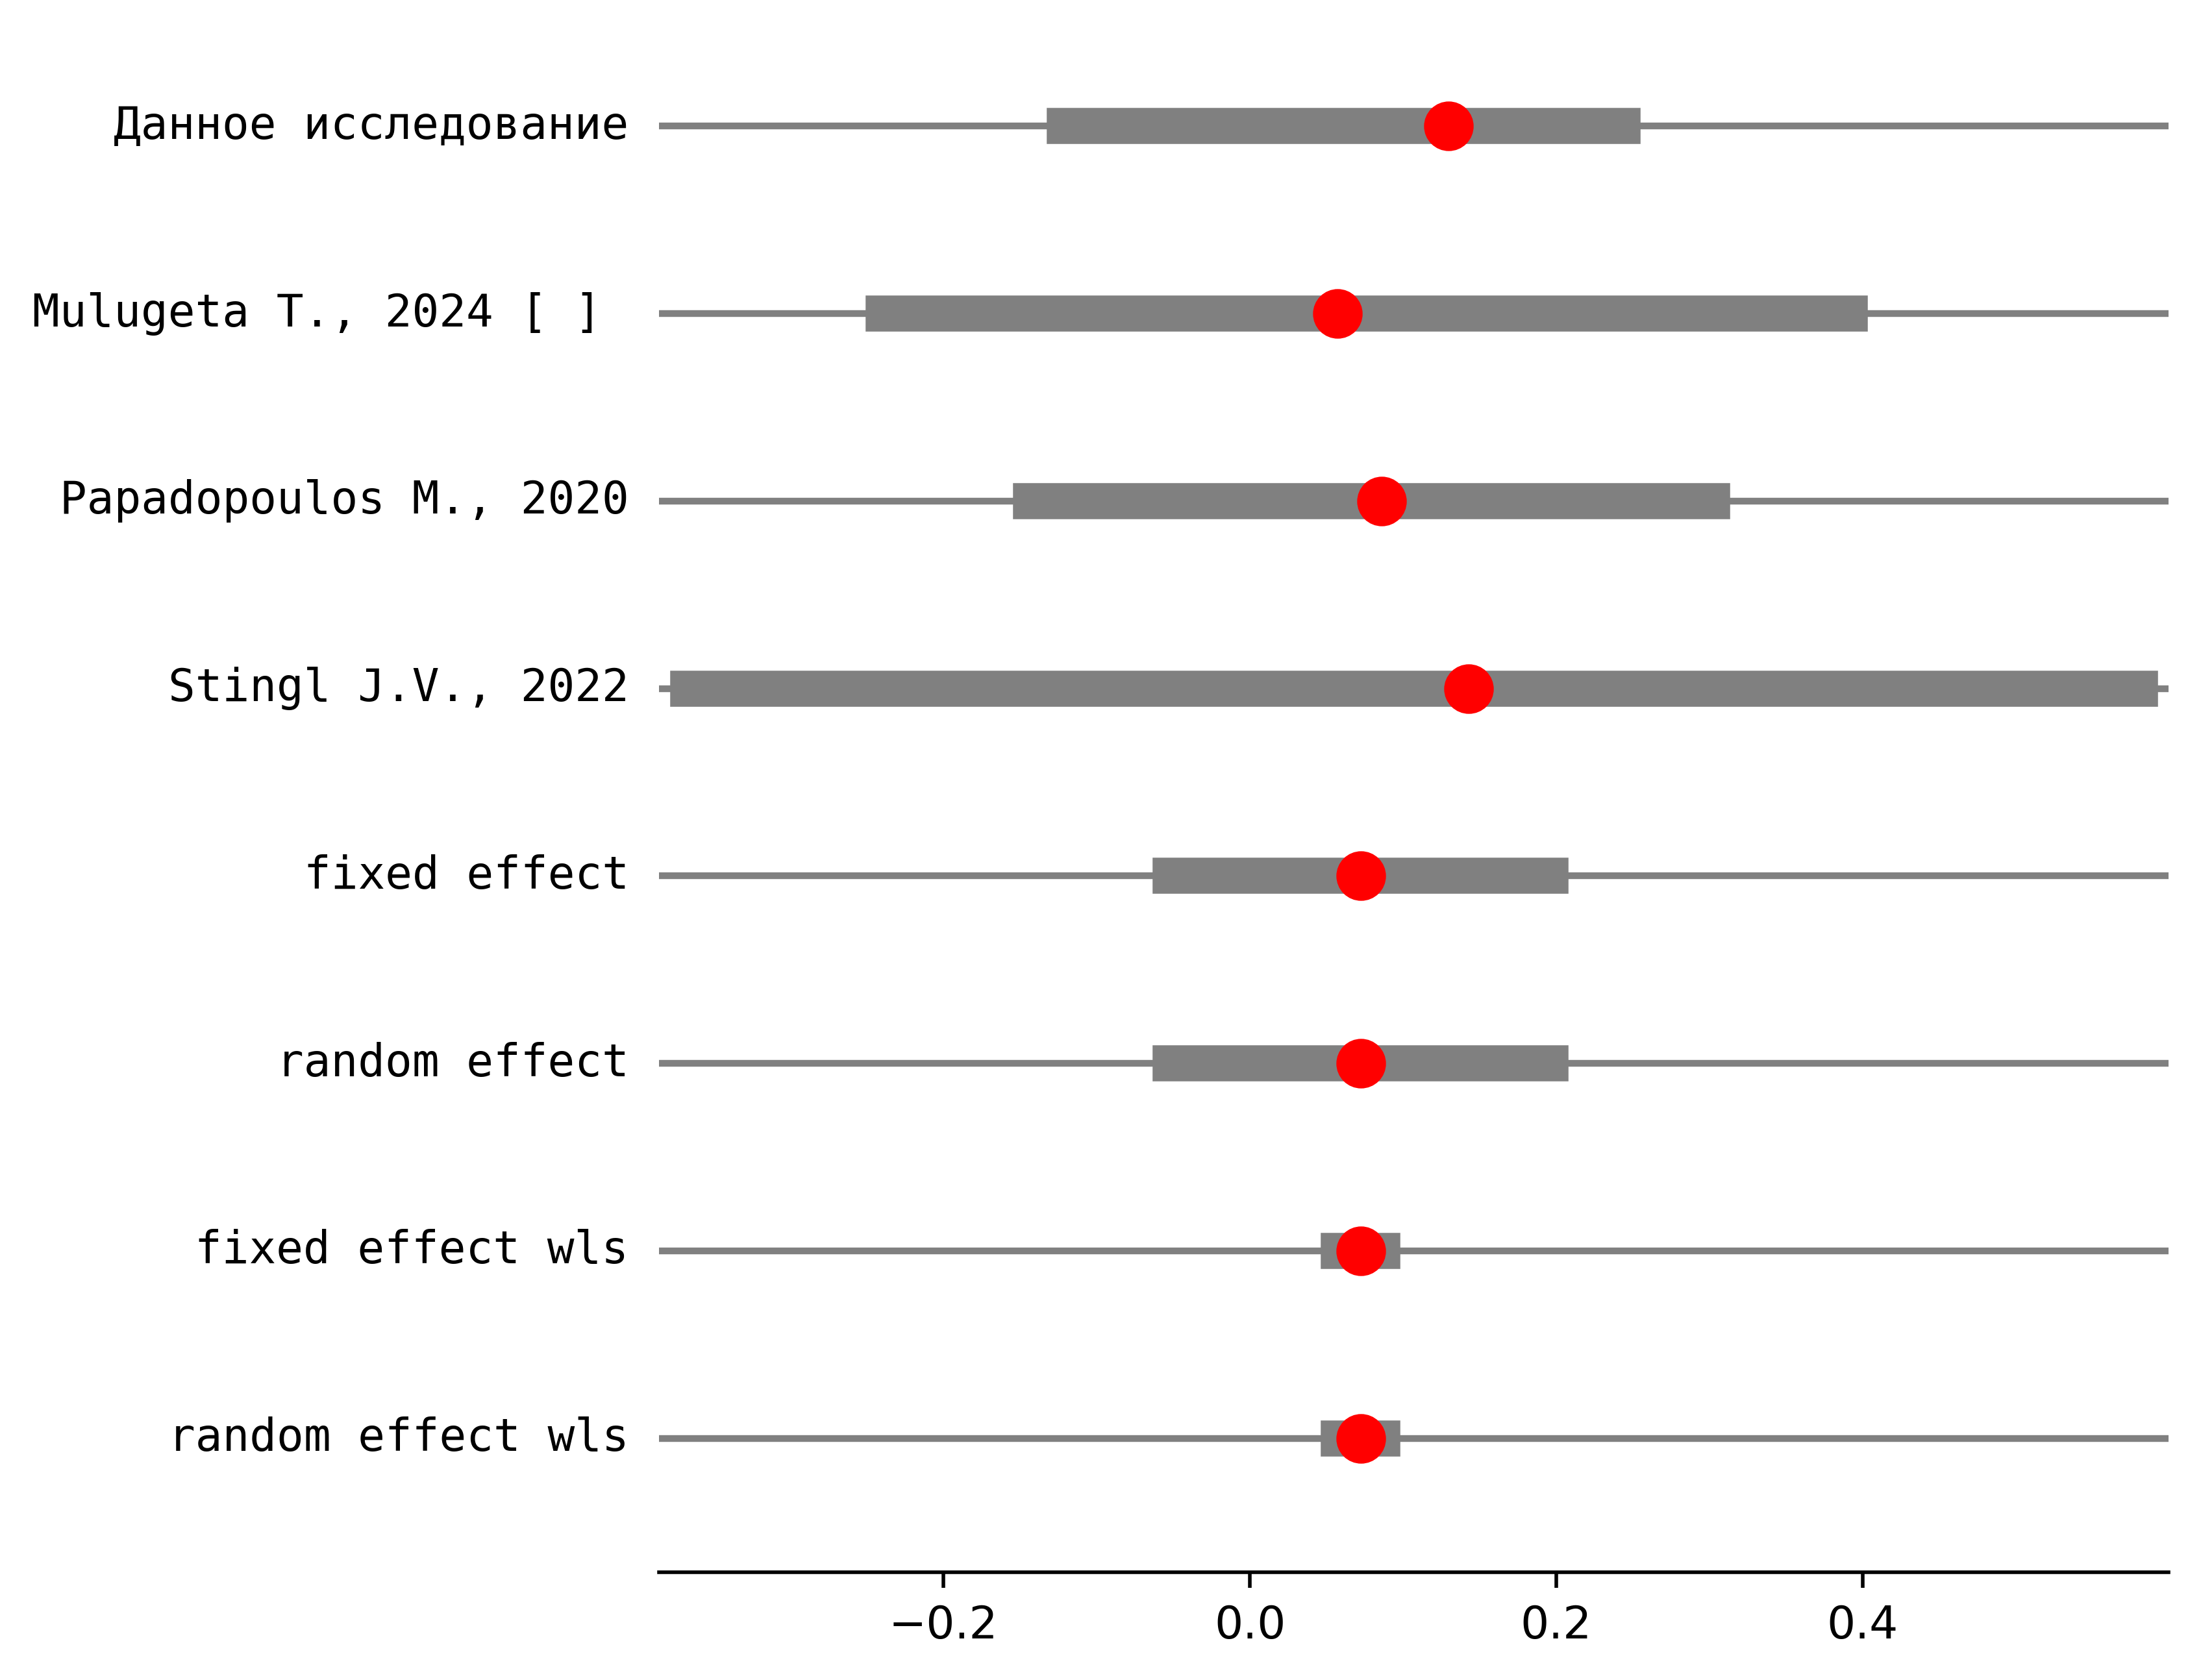 Данное исследование
Mulugeta T., 2024 [ ]
Papadopoulos M., 2020
Stingl J.V., 2022
fixed effect
random effect
fixed effect wls
random effect wls
−0.2 0.0 0.2 0.4